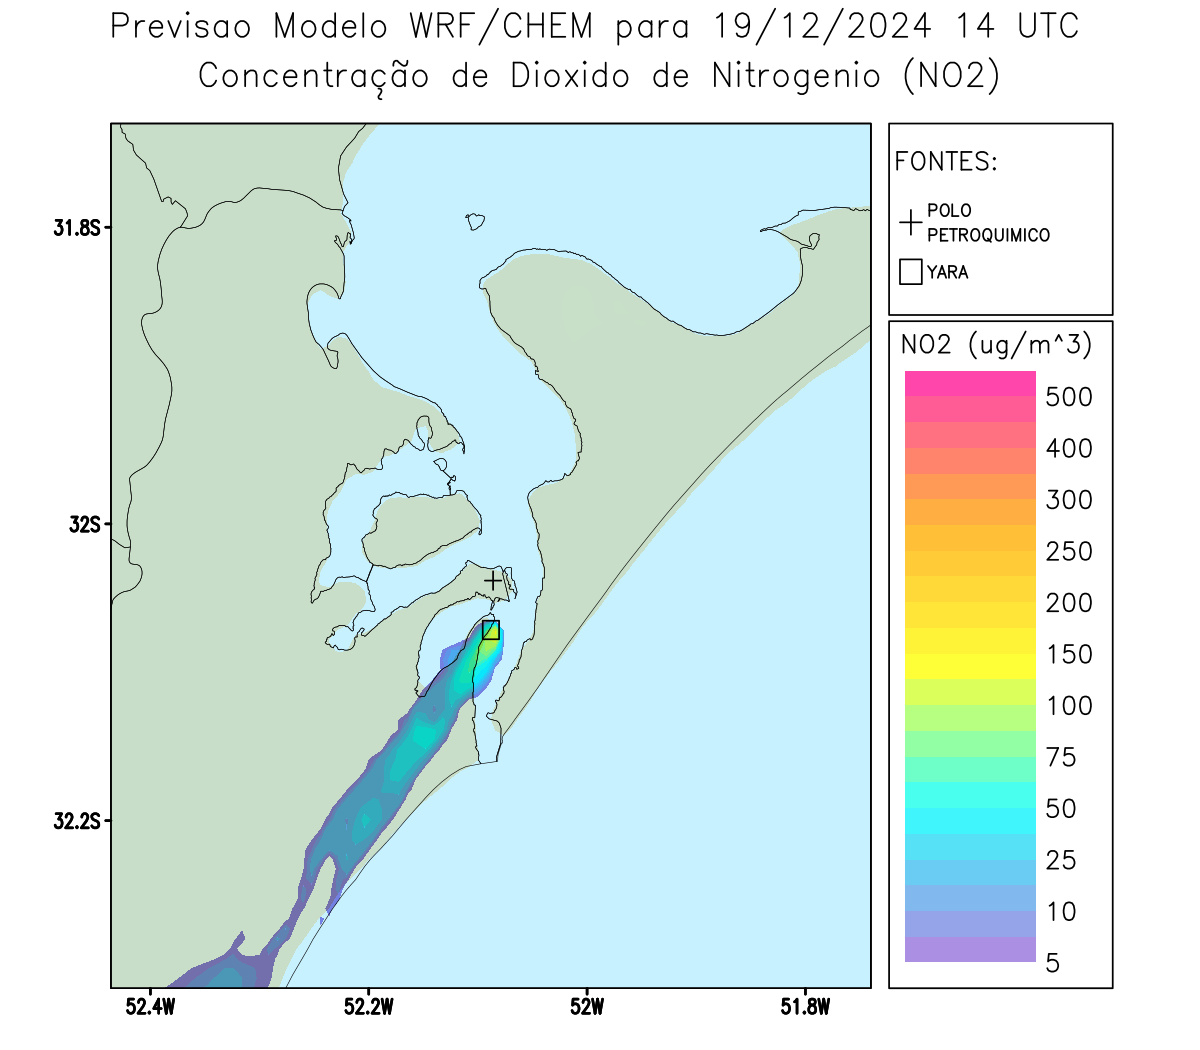 Previsao Modelo WRF/CHEM para 19/12/2024 14 UTC
Concentração de Dioxido de Nitrogenio (NO2)
FONTES:
POLO
PETROQUIMICO
YARA
NO2 (ug/m^3)
500
400
300
250
200
150
100
75
50
25
10
5
31.8S
32S
32.2S
52.4W
52.2W
52W
51.8W